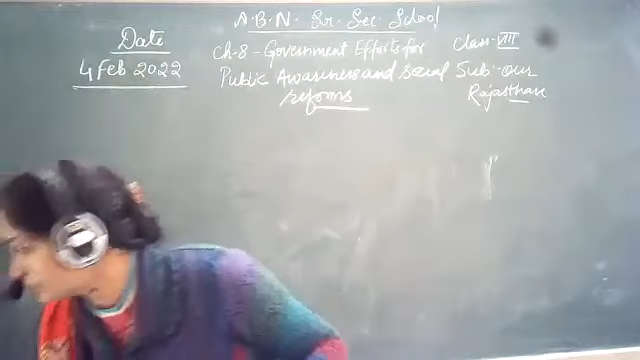 A.B.N. Sr. Sec. School
Date
4 Feb 2022
Ch-8 - Government Efforts for
Public Awareness and Social
reforms
Class - VIII
Sub:- our
Rajasthan